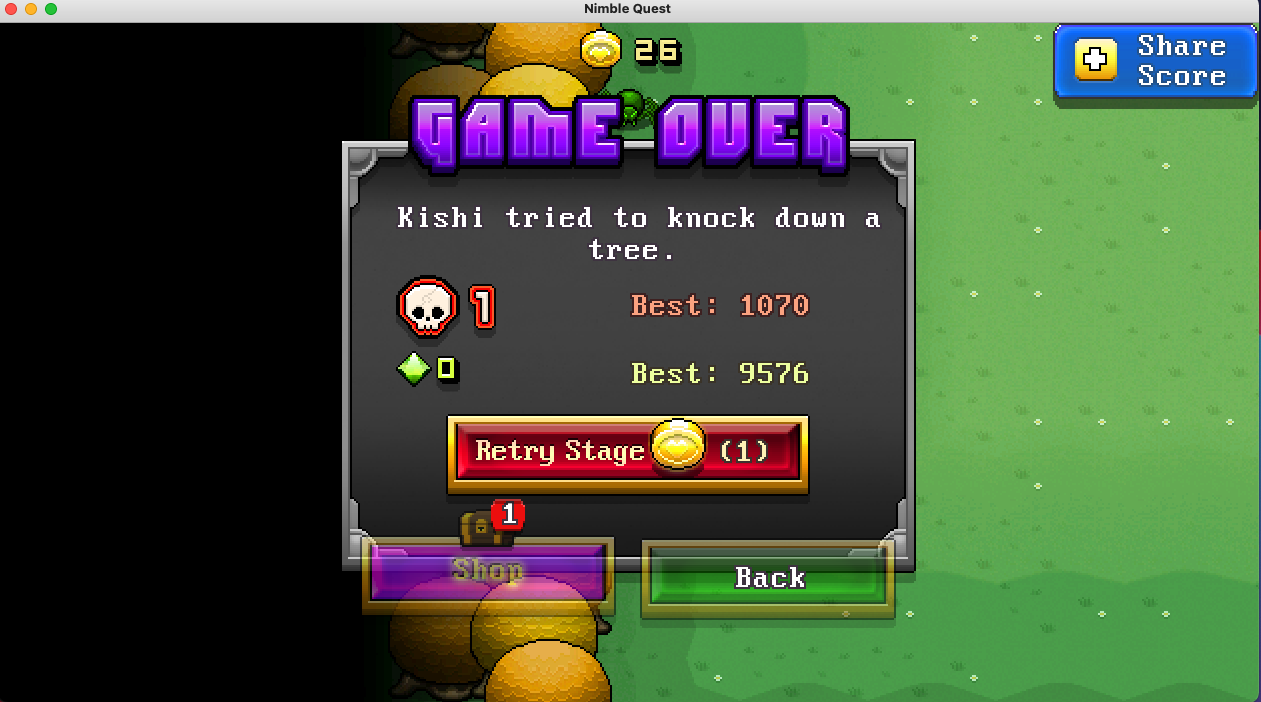 Nimble Quest
26
Share
Score
GAME OVER
Kishi tried to knock down a
tree.
1 Best: 1070
0 Best: 9576
Retry Stage (1)
1
Shop
Back